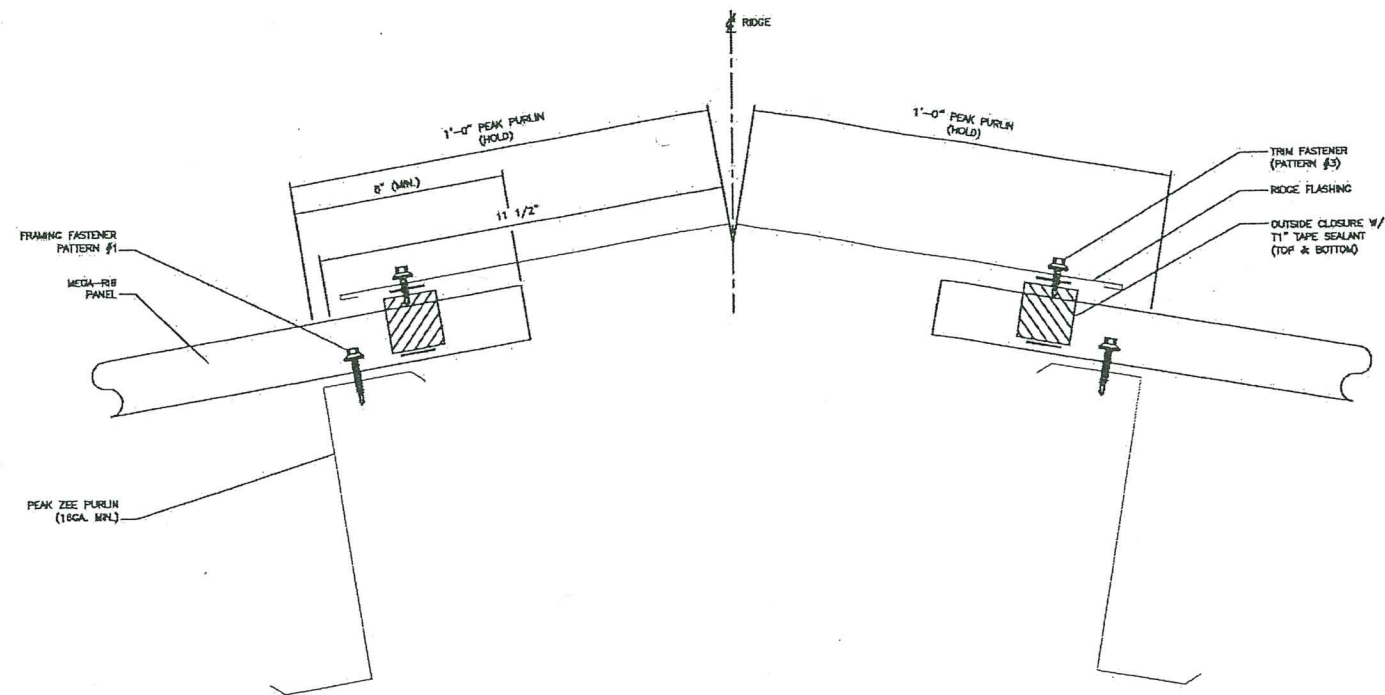 RIDGE
1'-0" PEAK PURLIN
(HOLD)
1'-0" PEAK PURLIN
(HOLD)
(MIN.)
11 1/2"
FRAMING FASTENER
PATTERN #1
MEGA-RIB
PANEL
PEAK ZEE PURLIN
(16GA. MIN.)
TRIM FASTENER
(PATTERN #3)
RIDGE FLASHING
OUTSIDE CLOSURE W/
TAPE SEALANT
(TOP & BOTTOM)